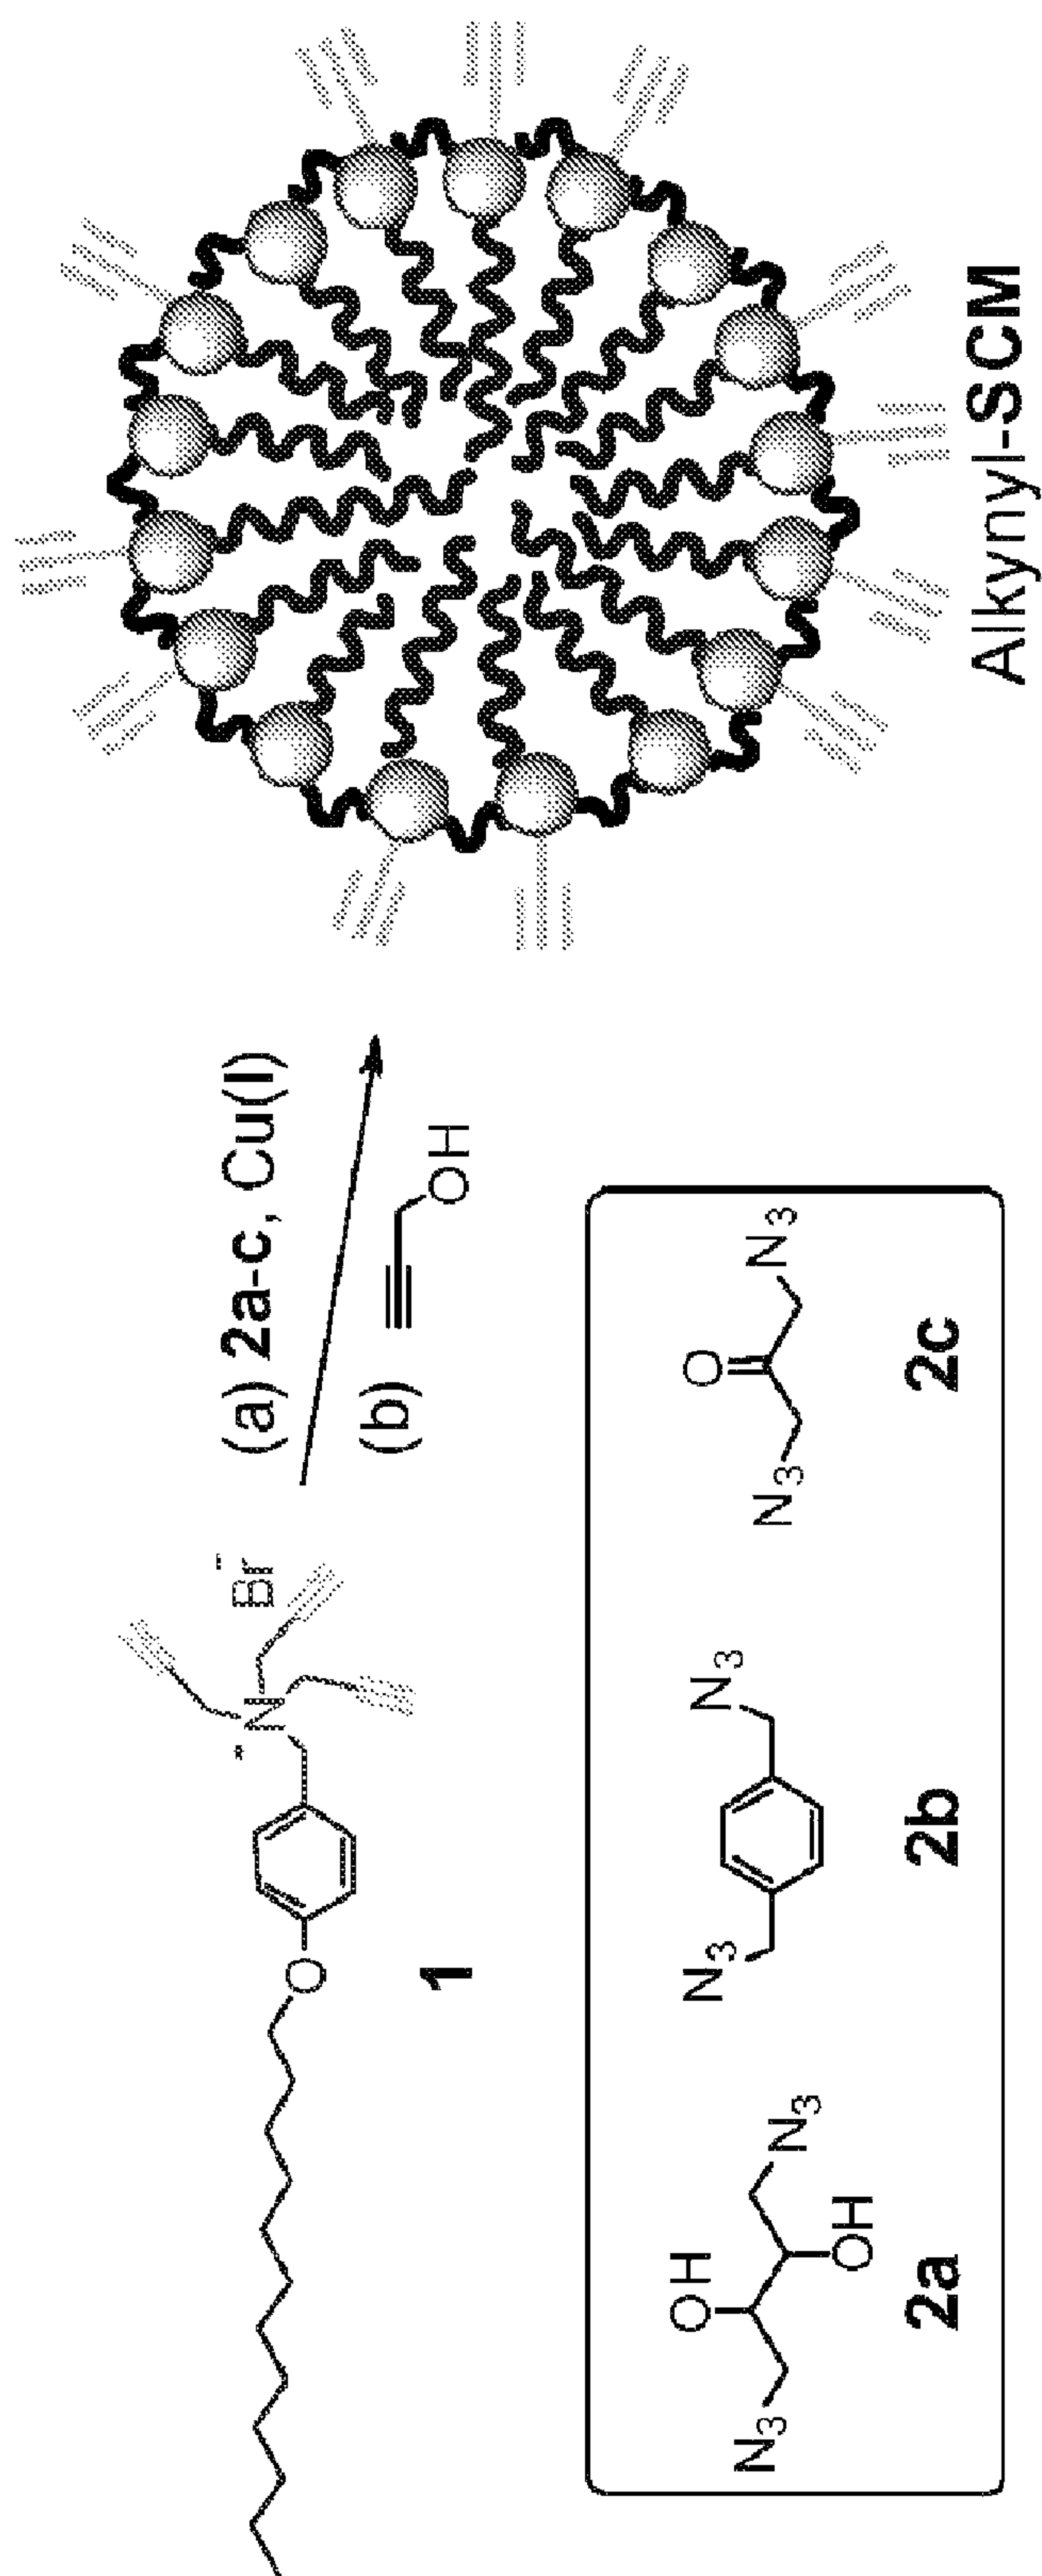 (a) 2a-c, Cu(I)
(b)
OH
Br⁻
N
+
O
1
Alkynyl-SCM
OH
N₃
N₃
OH
2a
N₃
N₃
2b
O
N₃
N₃
2c